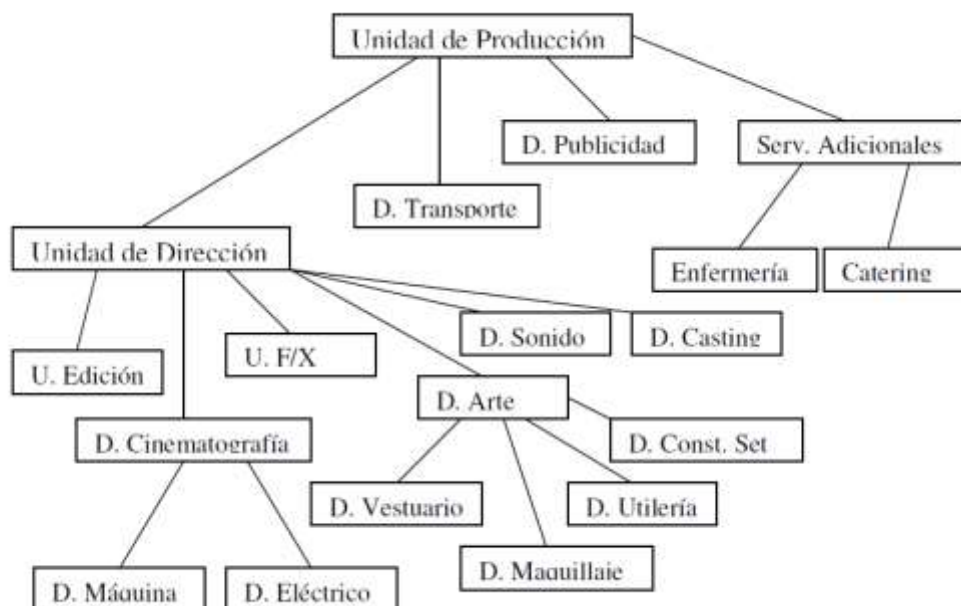 Unidad de Producción
D. Publicidad
Serv. Adicionales
D. Transporte
Unidad de Dirección
Enfermería
Catering
D. Sonido
D. Casting
U. Edición
U. F/X
D. Arte
D. Cinematografía
D. Const. Set
D. Vestuario
D. Utilería
D. Maquillaje
D. Máquina
D. Eléctrico